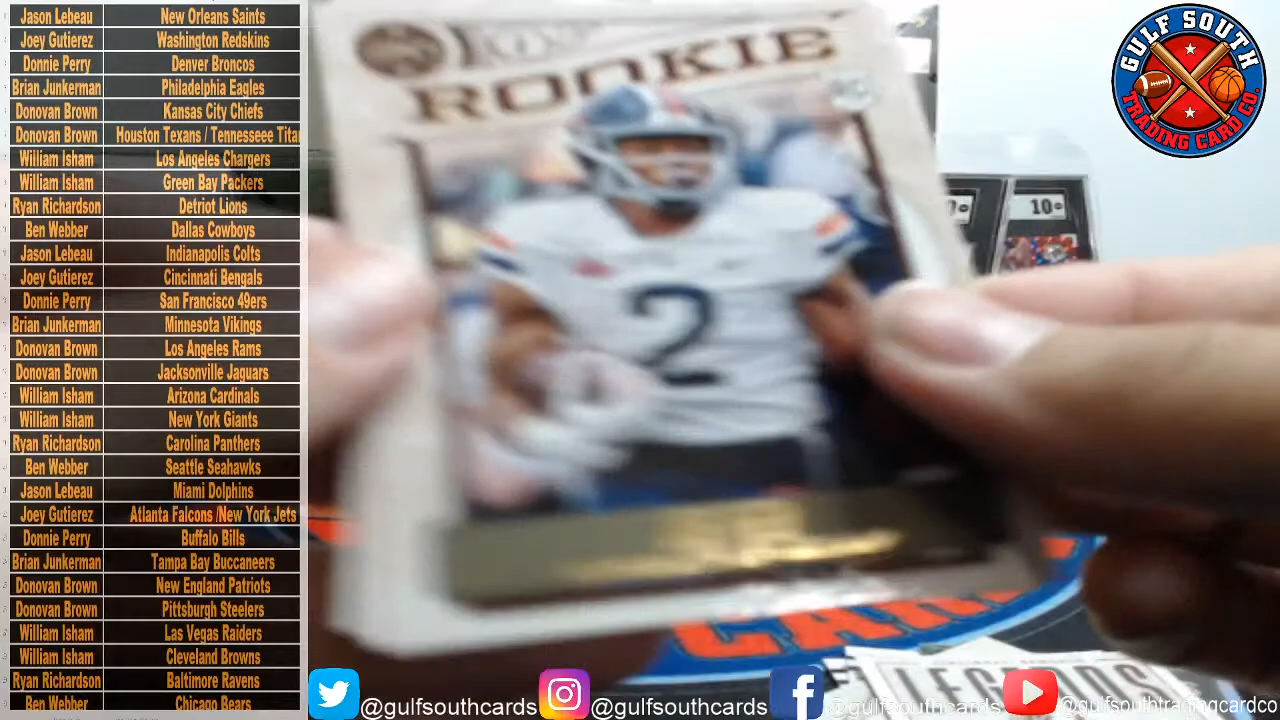 Jason Lebeau New Orleans Saints
Joey Gutierez Washington Redskins
Donnie Perry Denver Broncos
Brian Junkerman Philadelphia Eagles
Donovan Brown Kansas City Chiefs
Donovan Brown Houston Texans / Tennesseee Tita
William Isham Los Angeles Chargers
William Isham Green Bay Packers
Ryan Richardson Detriot Lions
Ben Webber Dallas Cowboys
Jason Lebeau Indianapolis Colts
Joey Gutierez Cincinnati Bengals
Donnie Perry San Francisco 49ers
Brian Junkerman Minnesota Vikings
Donovan Brown Los Angeles Rams
Donovan Brown Jacksonville Jaguars
William Isham Arizona Cardinals
William Isham New York Giants
Ryan Richardson Carolina Panthers
Ben Webber Seattle Seahawks
Jason Lebeau Miami Dolphins
Joey Gutierez Atlanta Falcons /New York Jets
Donnie Perry Buffalo Bills
Brian Junkerman Tampa Bay Buccaneers
Donovan Brown New England Patriots
Donovan Brown Pittsburgh Steelers
William Isham Las Vegas Raiders
William Isham Cleveland Browns
Ryan Richardson Baltimore Ravens
Ben Webber Chicago Bears
ROOKIE
2
GULF SOUTH
TRADING CARD CO.
10
LEGENDS
@gulfsouthcards
@gulfsouthcards
@gulfsouthtradingcardco
@gulfsouthtradingcardco